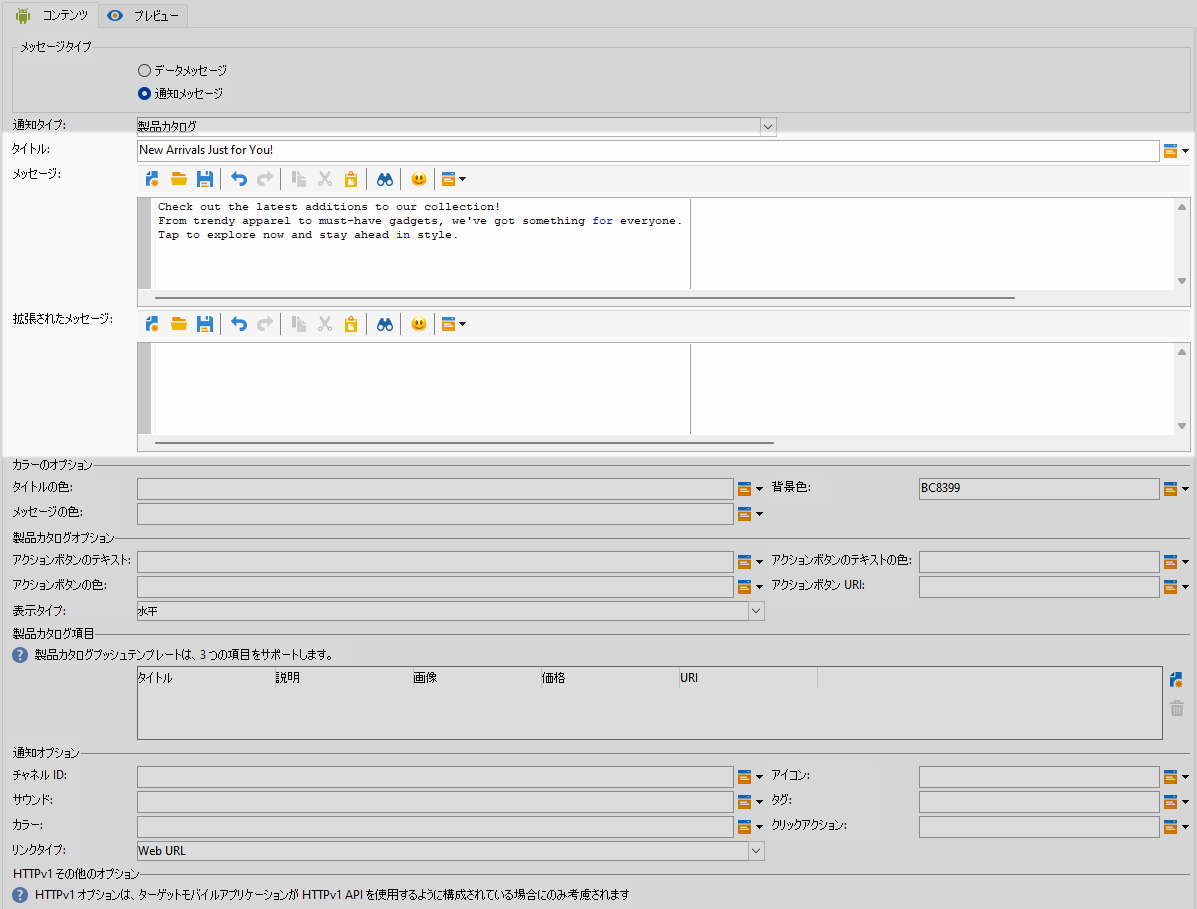 コンテンツ プレビュー
メッセージタイプ
データメッセージ
通知メッセージ
通知タイプ: 製品カタログ
タイトル: New Arrivals Just for You!
メッセージ:
Check out the latest additions to our collection!
From trendy apparel to must-have gadgets, we've got something for everyone.
Tap to explore now and stay ahead in style.
拡張されたメッセージ:
カラーのオプション
タイトルの色: 背景色: BC8399
メッセージの色:
製品カタログオプション
アクションボタンのテキスト: アクションボタンのテキストの色:
アクションボタンの色: アクションボタン URI:
表示タイプ: 水平
製品カタログ項目
製品カタログプッシュテンプレートは、3 つの項目をサポートします。
タイトル 説明 画像 価格 URI
通知オプション
チャネル ID: アイコン:
サウンド: タグ:
カラー: クリックアクション:
リンクタイプ: Web URL
HTTPv1 その他のオプション
HTTPv1 オプションは、ターゲットモバイルアプリケーションが HTTPv1 API を使用するように構成されている場合にのみ考慮されます